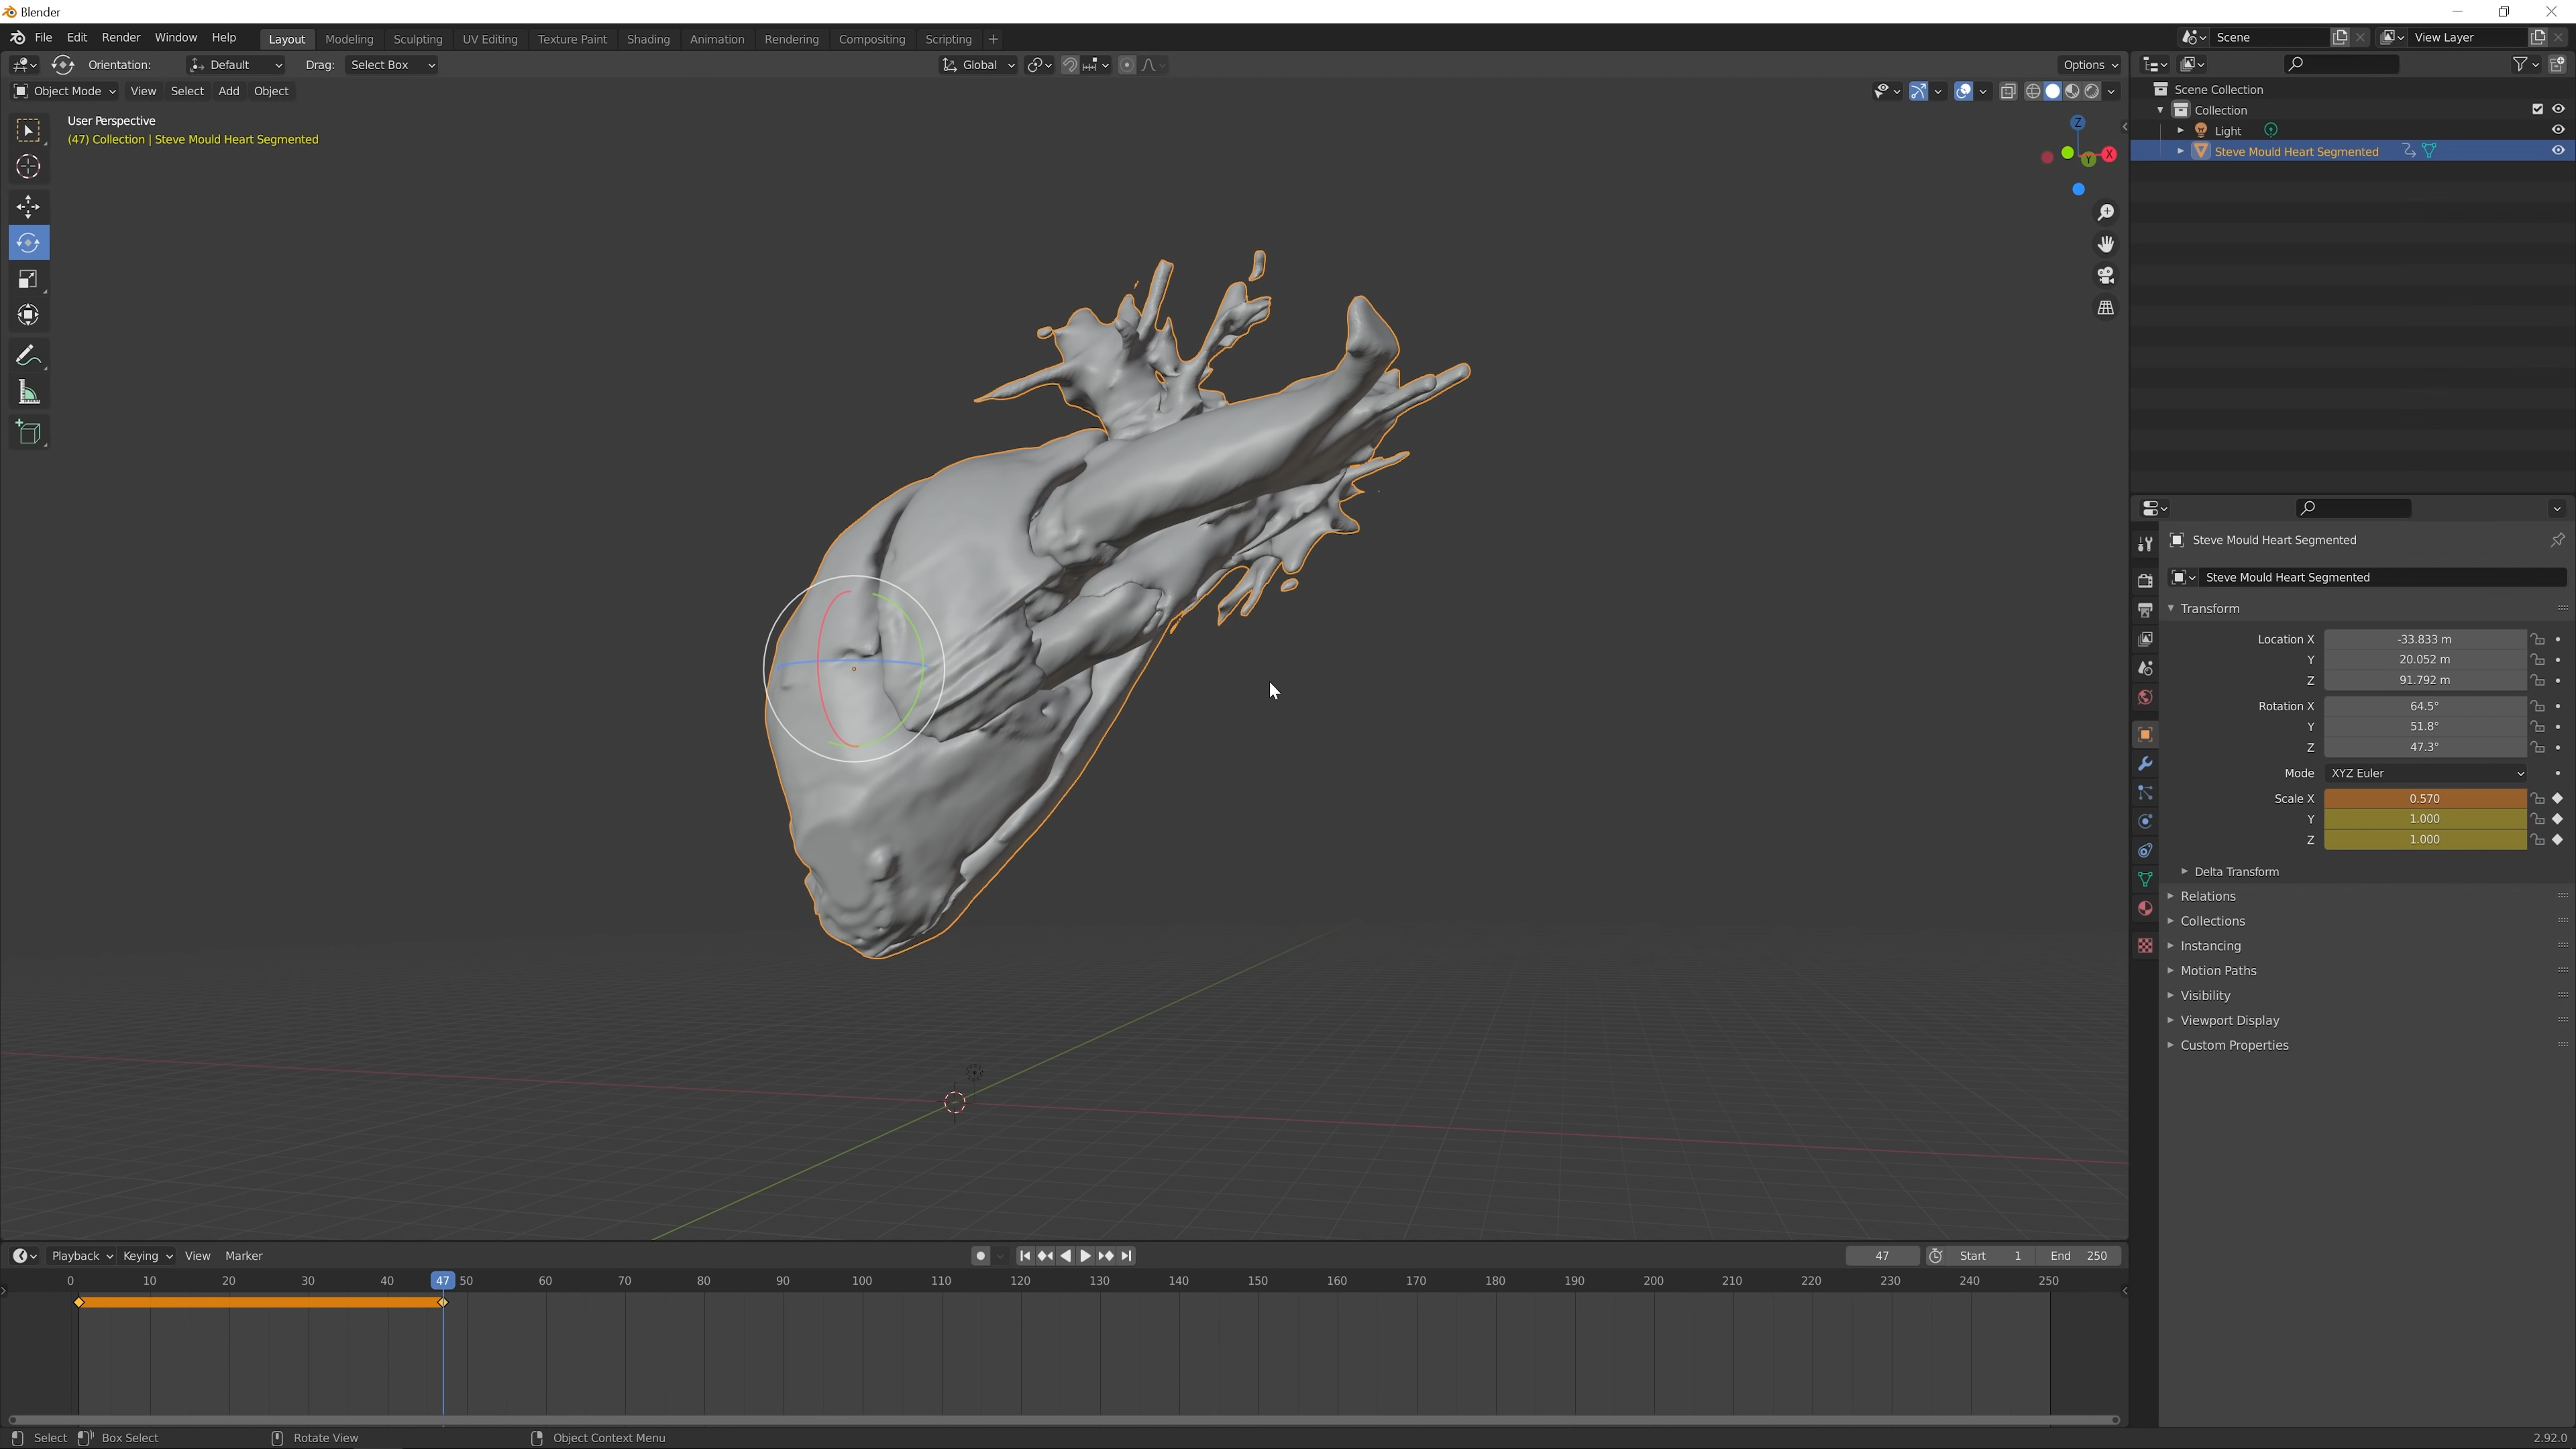 Blender
File Edit Render Window Help Layout Modeling Sculpting UV Editing Texture Paint Shading Animation Rendering Compositing Scripting + Scene View Layer
Orientation: Default Drag: Select Box Global Options
Object Mode View Select Add Object
User Perspective
(47) Collection | Steve Mould Heart Segmented
Z
X
Y
Scene Collection
Collection
Light
Steve Mould Heart Segmented
Steve Mould Heart Segmented
Steve Mould Heart Segmented
Transform
Location X -33.833 m
Y 20.052 m
Z 91.792 m
Rotation X 64.5°
Y 51.8°
Z 47.3°
Mode XYZ Euler
Scale X 0.570
Y 1.000
Z 1.000
Delta Transform
Relations
Collections
Instancing
Motion Paths
Visibility
Viewport Display
Custom Properties
Playback Keying View Marker 47 Start 1 End 250
0 10 20 30 40 47 50 60 70 80 90 100 110 120 130 140 150 160 170 180 190 200 210 220 230 240 250
Select Box Select Rotate View Object Context Menu 2.92.0